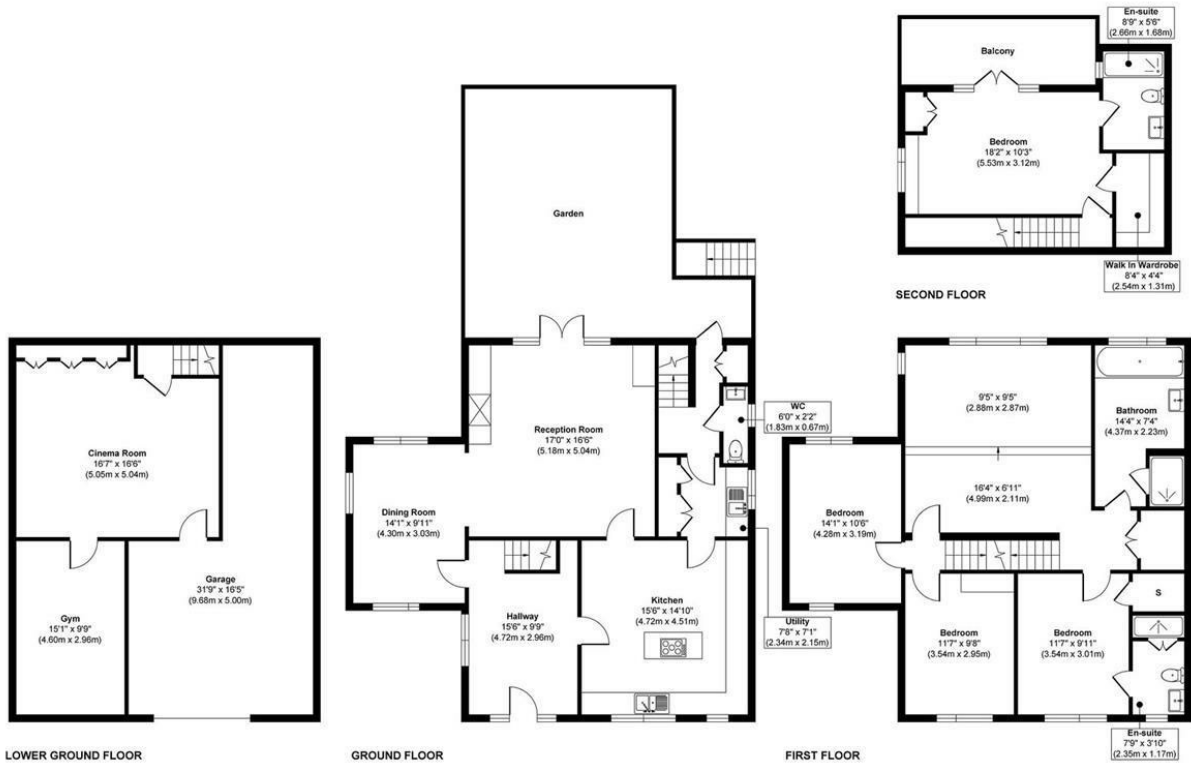 En-suite
8'9" x 5'6"
(2.66m x 1.68m)
Balcony
Bedroom
18'2" x 10'3"
(5.53m x 3.12m)
Walk In Wardrobe
8'4" x 4'4"
(2.54m x 1.31m)
SECOND FLOOR
Cinema Room
16'7" x 16'6"
(5.05m x 5.04m)
Garage
31'9" x 16'5"
(9.68m x 5.00m)
Gym
15'1" x 9'9"
(4.60m x 2.96m)
LOWER GROUND FLOOR
Garden
Reception Room
17'0" x 16'6"
(5.18m x 5.04m)
WC
6'0" x 2'2"
(1.83m x 0.67m)
Dining Room
14'1" x 9'11"
(4.30m x 3.03m)
Hallway
15'6" x 9'9"
(4.72m x 2.96m)
Kitchen
15'6" x 14'10"
(4.72m x 4.51m)
Utility
7'8" x 7'1"
(2.34m x 2.15m)
GROUND FLOOR
9'5" x 9'5"
(2.88m x 2.87m)
Bathroom
14'4" x 7'4"
(4.37m x 2.23m)
16'4" x 6'11"
(4.99m x 2.11m)
Bedroom
14'1" x 10'6"
(4.28m x 3.19m)
Bedroom
11'7" x 9'8"
(3.54m x 2.95m)
Bedroom
11'7" x 9'11"
(3.54m x 3.01m)
S
En-suite
7'9" x 3'10"
(2.35m x 1.17m)
FIRST FLOOR